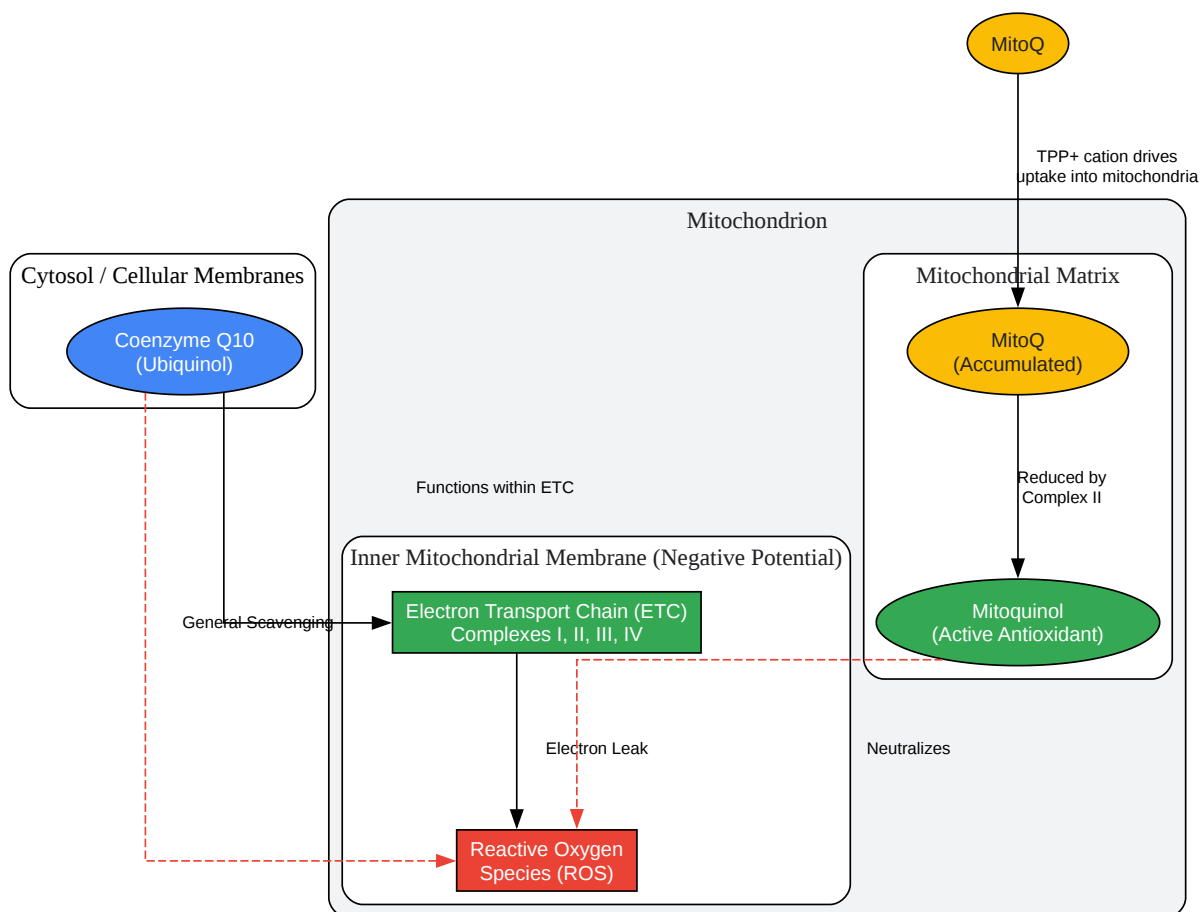 MitoQ
TPP+ cation drives
uptake into mitochondria
Mitochondrion
Cytosol / Cellular Membranes
Coenzyme Q10
(Ubiquinol)
Mitochondrial Matrix
MitoQ
(Accumulated)
Reduced by
Complex II
Functions within ETC
Inner Mitochondrial Membrane (Negative Potential)
Electron Transport Chain (ETC)
Complexes I, II, III, IV
General Scavenging
Mitoquinol
(Active Antioxidant)
Electron Leak
Neutralizes
Reactive Oxygen
Species (ROS)